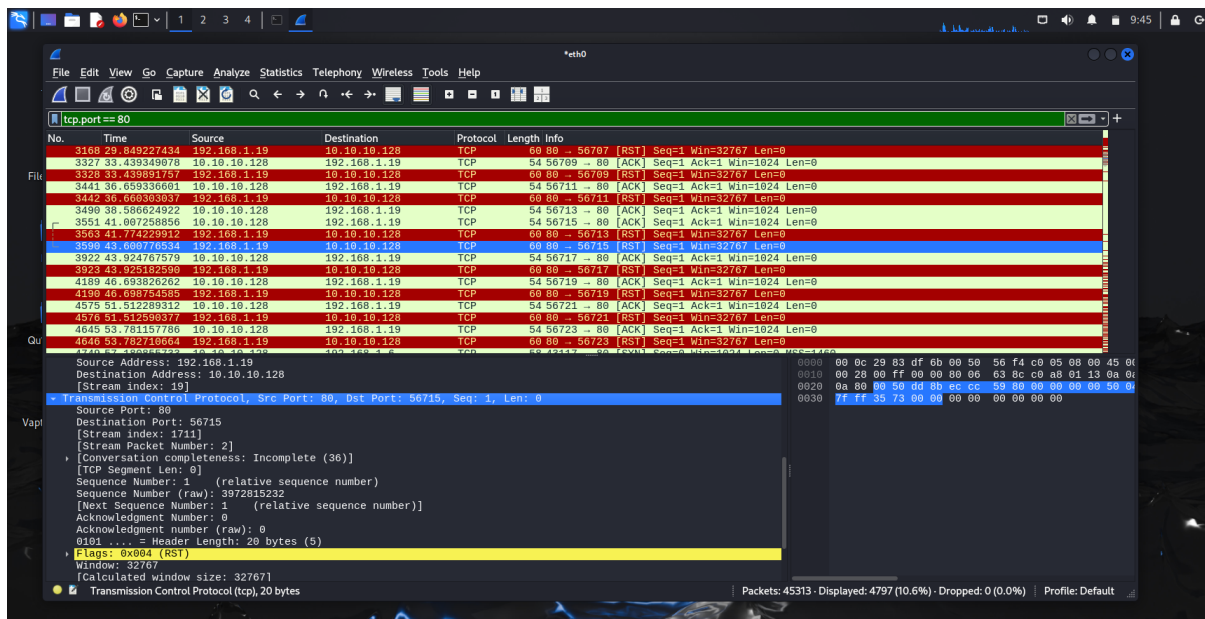 1 2 3 4 9:45
*eth0
File Edit View Go Capture Analyze Statistics Telephony Wireless Tools Help
tcp.port == 80
No. Time Source Destination Protocol Length Info
3168 29.849227434 192.168.1.19 10.10.10.128 TCP 60 80 → 56707 [RST] Seq=1 Win=32767 Len=0
3327 33.439349078 10.10.10.128 192.168.1.19 TCP 54 56709 → 80 [ACK] Seq=1 Ack=1 Win=1024 Len=0
3328 33.439891757 192.168.1.19 10.10.10.128 TCP 60 80 → 56709 [RST] Seq=1 Win=32767 Len=0
3441 36.659336601 10.10.10.128 192.168.1.19 TCP 54 56711 → 80 [ACK] Seq=1 Ack=1 Win=1024 Len=0
3442 36.660303037 192.168.1.19 10.10.10.128 TCP 60 80 → 56711 [RST] Seq=1 Win=32767 Len=0
3490 38.586624922 10.10.10.128 192.168.1.19 TCP 54 56713 → 80 [ACK] Seq=1 Ack=1 Win=1024 Len=0
3551 41.007258856 10.10.10.128 192.168.1.19 TCP 54 56715 → 80 [ACK] Seq=1 Ack=1 Win=1024 Len=0
3563 41.774229912 192.168.1.19 10.10.10.128 TCP 60 80 → 56713 [RST] Seq=1 Win=32767 Len=0
3590 43.600776534 192.168.1.19 10.10.10.128 TCP 60 80 → 56715 [RST] Seq=1 Win=32767 Len=0
3922 43.924767579 10.10.10.128 192.168.1.19 TCP 54 56717 → 80 [ACK] Seq=1 Ack=1 Win=1024 Len=0
3923 43.925182590 192.168.1.19 10.10.10.128 TCP 60 80 → 56717 [RST] Seq=1 Win=32767 Len=0
4189 46.693826262 10.10.10.128 192.168.1.19 TCP 54 56719 → 80 [ACK] Seq=1 Ack=1 Win=1024 Len=0
4190 46.698754585 192.168.1.19 10.10.10.128 TCP 60 80 → 56719 [RST] Seq=1 Win=32767 Len=0
4575 51.512289312 10.10.10.128 192.168.1.19 TCP 54 56721 → 80 [ACK] Seq=1 Ack=1 Win=1024 Len=0
4576 51.512590377 192.168.1.19 10.10.10.128 TCP 60 80 → 56721 [RST] Seq=1 Win=32767 Len=0
4645 53.781157786 10.10.10.128 192.168.1.19 TCP 54 56723 → 80 [ACK] Seq=1 Ack=1 Win=1024 Len=0
4646 53.782710664 192.168.1.19 10.10.10.128 TCP 60 80 → 56723 [RST] Seq=1 Win=32767 Len=0
Source Address: 192.168.1.19
Destination Address: 10.10.10.128
[Stream index: 19]
Transmission Control Protocol, Src Port: 80, Dst Port: 56715, Seq: 1, Len: 0
Source Port: 80
Destination Port: 56715
[Stream index: 1711]
[Stream Packet Number: 2]
[Conversation completeness: Incomplete (36)]
[TCP Segment Len: 0]
Sequence Number: 1 (relative sequence number)
Sequence Number (raw): 3972815232
[Next Sequence Number: 1 (relative sequence number)]
Acknowledgment Number: 0
Acknowledgment number (raw): 0
0101 .... = Header Length: 20 bytes (5)
Flags: 0x004 (RST)
Window: 32767
[Calculated window size: 32767]
0000 00 0c 29 83 df 6b 00 50 56 f4 c0 05 08 00 45 00
0010 00 28 00 ff 00 00 80 06 63 8c c0 a8 01 13 0a 0a
0020 0a 80 00 50 dd 8b ec cc 59 80 00 00 00 00 50 04
0030 7f ff 35 73 00 00 00 00 00 00 00 00
Transmission Control Protocol (tcp), 20 bytes
Packets: 45313 · Displayed: 4797 (10.6%) · Dropped: 0 (0.0%) Profile: Default
File
Qu
Vapt